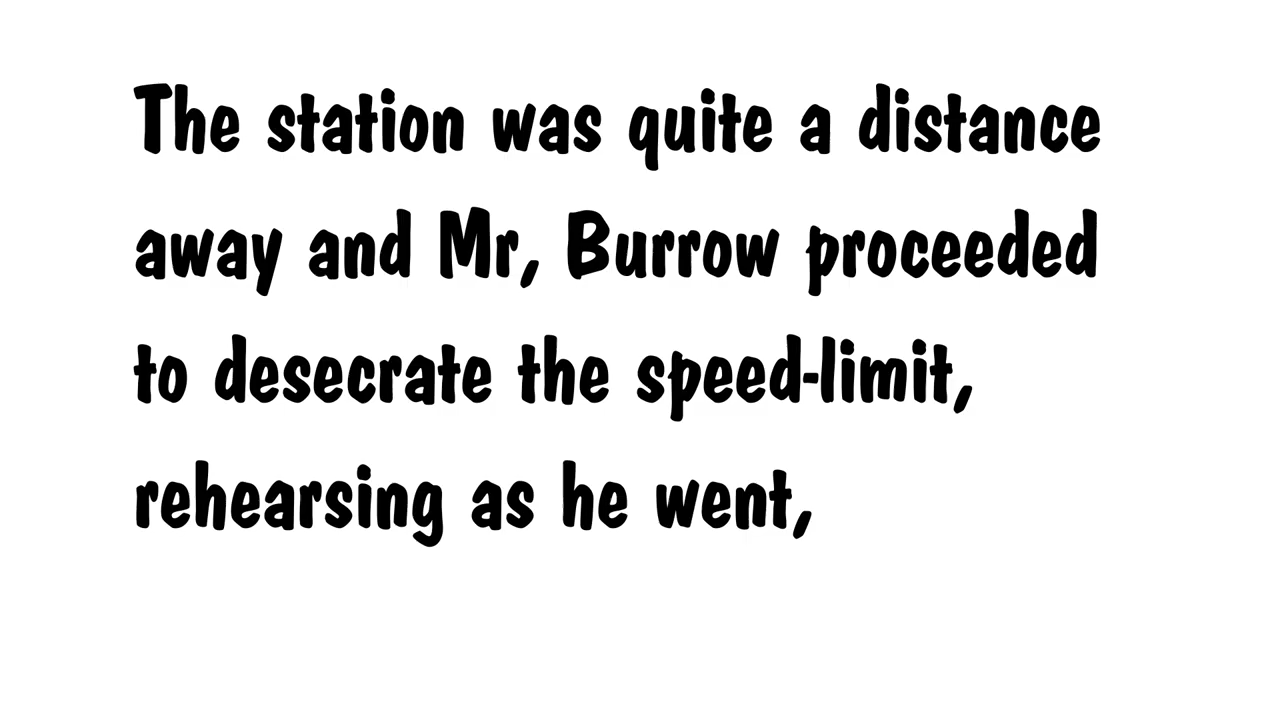 The station was quite a distance
away and Mr, Burrow proceeded
to desecrate the speed-limit,
rehearsing as he went,